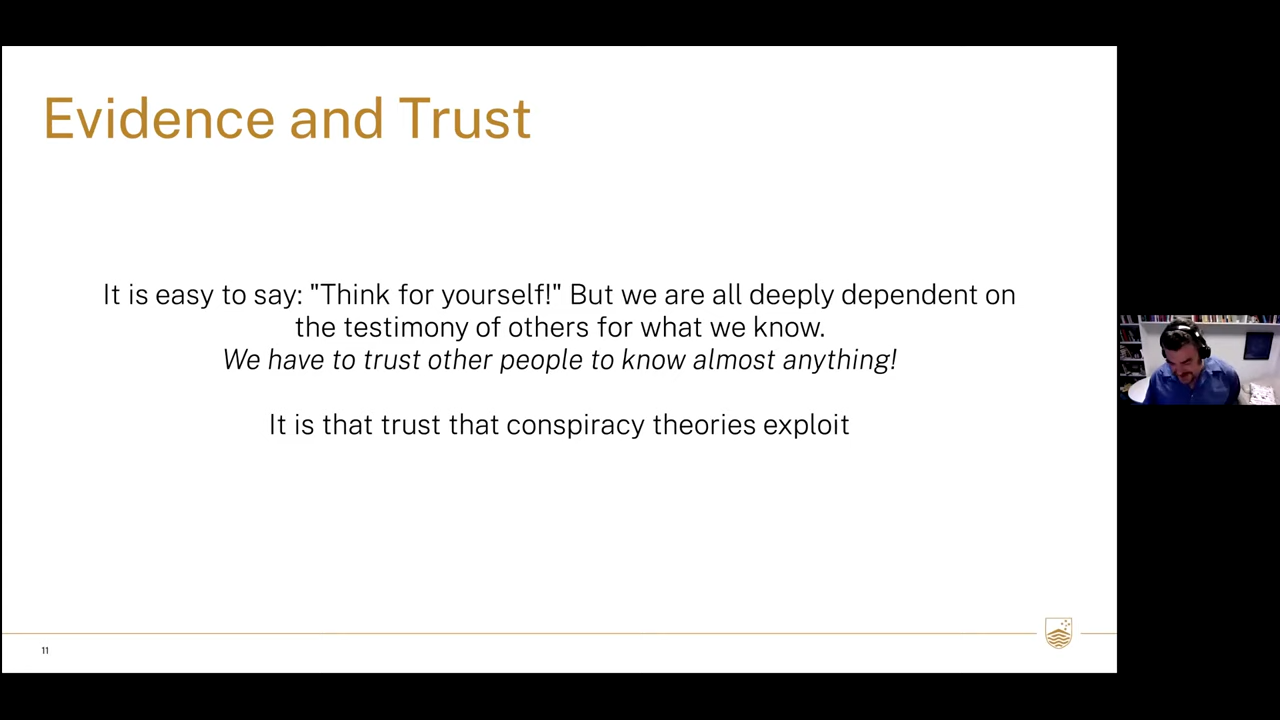 Evidence and Trust
It is easy to say: "Think for yourself!" But we are all deeply dependent on
the testimony of others for what we know.
We have to trust other people to know almost anything!
It is that trust that conspiracy theories exploit
11